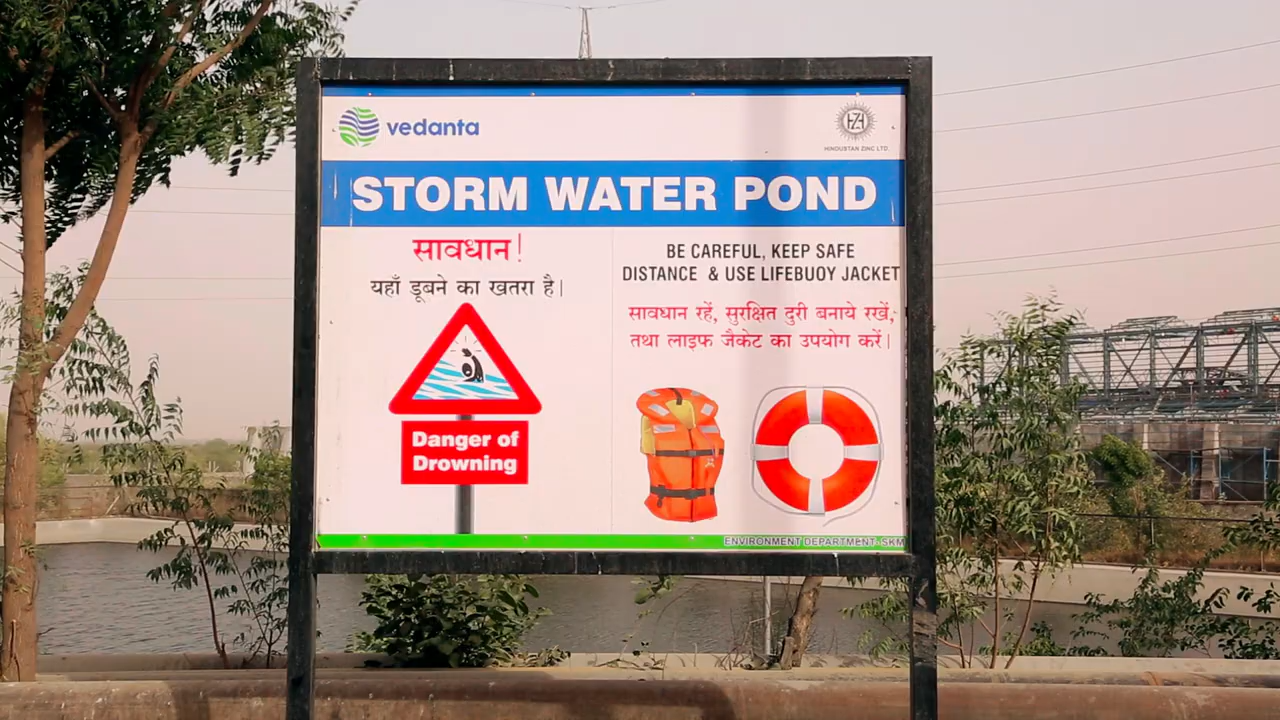 vedanta
HZL
HINDUSTAN ZINC LTD.
STORM WATER POND
सावधान!
यहाँ डूबने का खतरा है।
Danger of
Drowning
BE CAREFUL, KEEP SAFE
DISTANCE & USE LIFEBUOY JACKET
सावधान रहें, सुरक्षित दुरी बनाये रखें,
तथा लाइफ जैकेट का उपयोग करें।
ENVIRONMENT DEPARTMENT, SKM